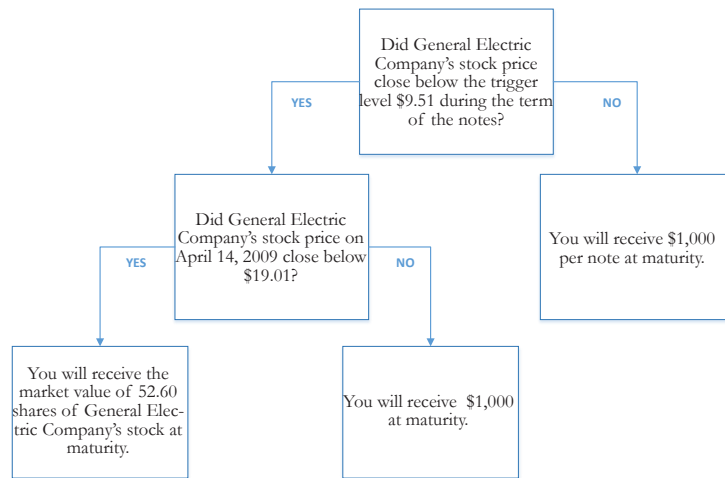 Did General Electric
Company's stock price
close below the trigger
level $9.51 during the term
of the notes?
YES
NO
Did General Electric
Company's stock price on
April 14, 2009 close below
$19.01?
You will receive $1,000
per note at maturity.
YES
NO
You will receive the
market value of 52.60
shares of General Elec-
tric Company's stock at
maturity.
You will receive $1,000
at maturity.